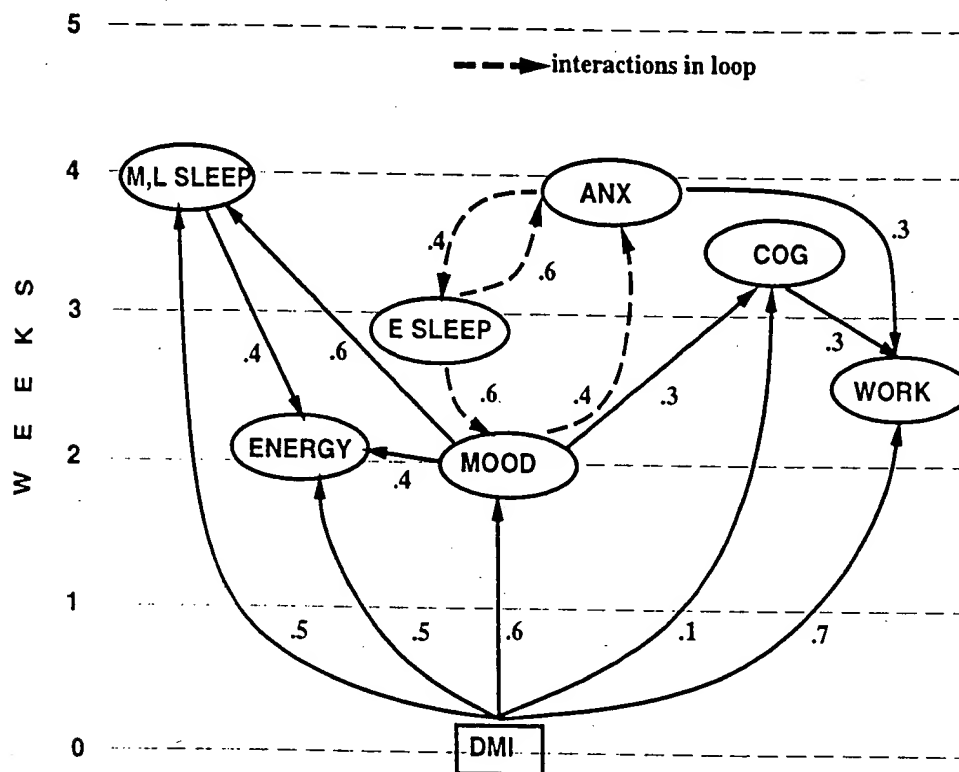 5
interactions in loop
4
M,L SLEEP
ANX
.4
.6
.3
COG
3
E SLEEP
.4
.6
.6
.4
.3
.3
WORK
WEEKS
ENERGY
2
.4
MOOD
1
.5
.5
.6
.1
.7
0
DMI